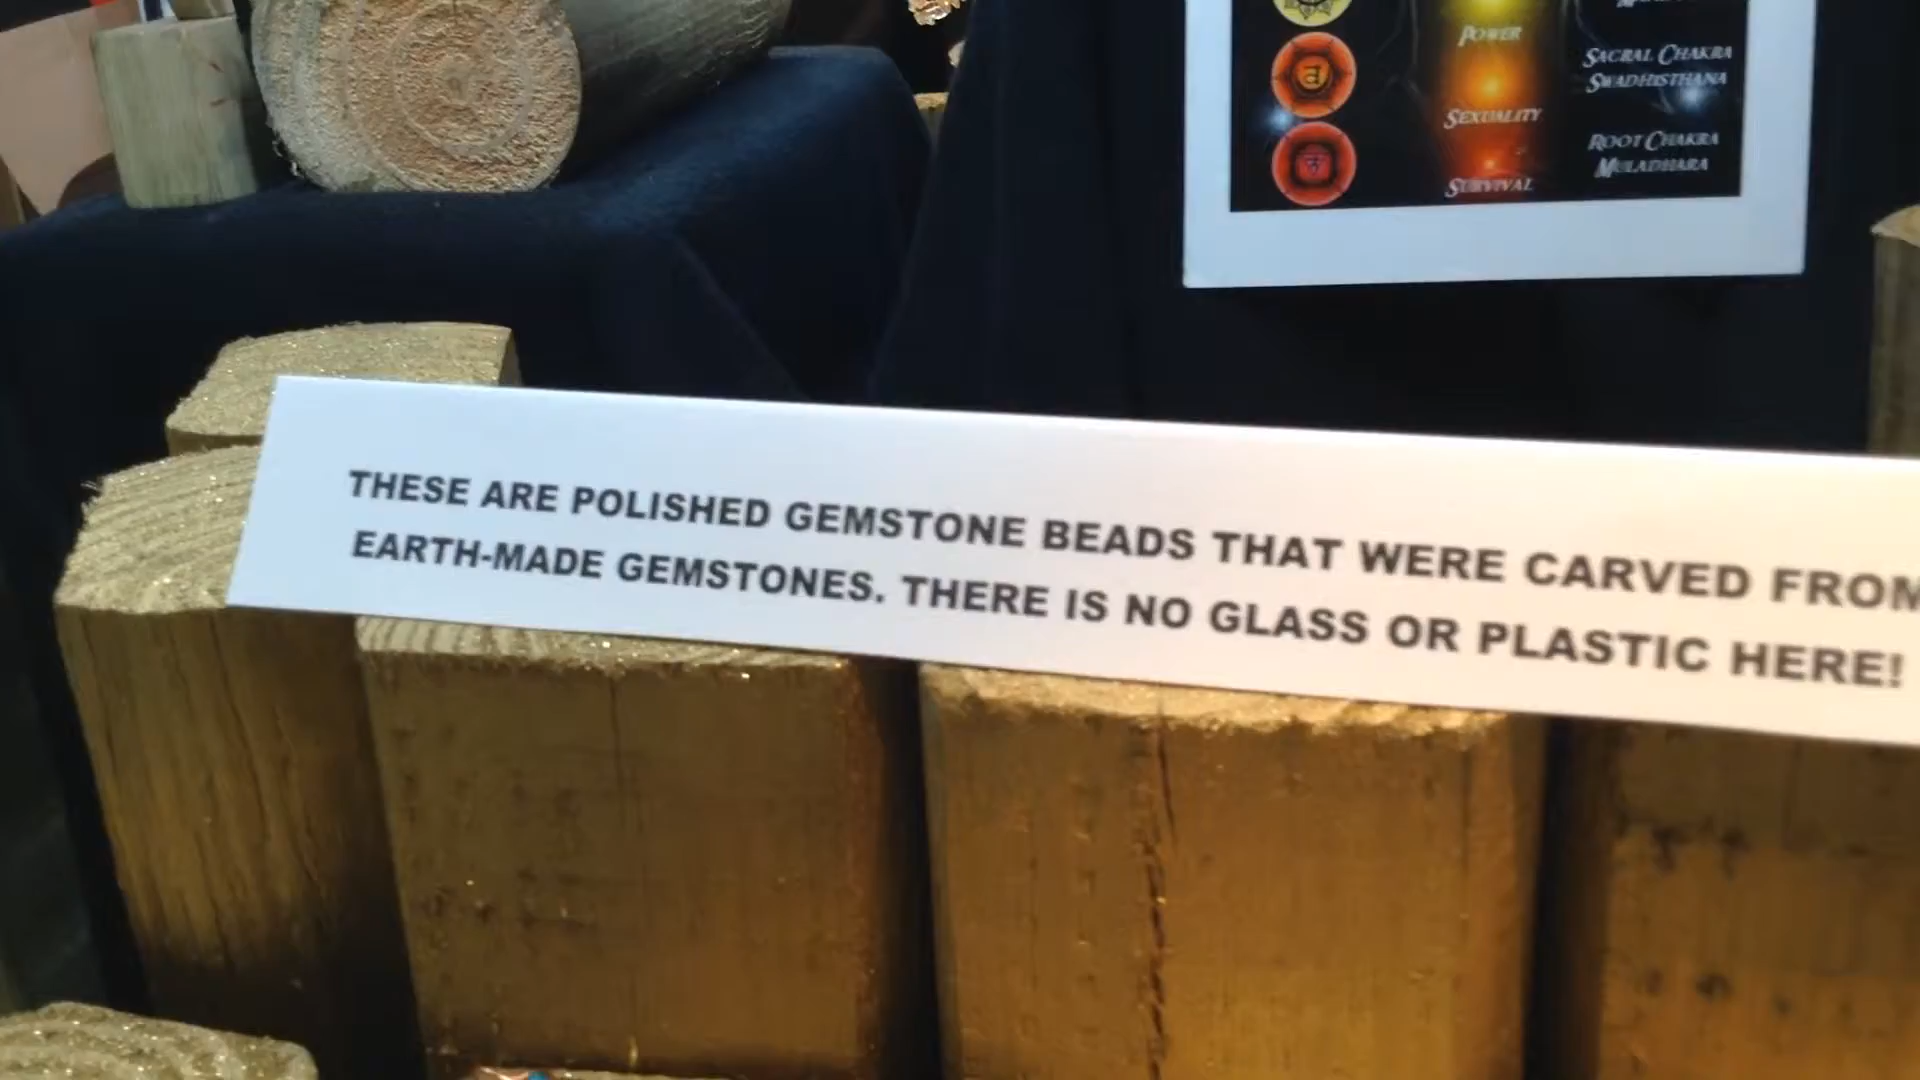 POWER
SACRAL CHAKRA
SWADHISTHANA
SEXUALITY
ROOT CHAKRA
MULADHARA
SURVIVAL
THESE ARE POLISHED GEMSTONE BEADS THAT WERE CARVED FROM
EARTH-MADE GEMSTONES. THERE IS NO GLASS OR PLASTIC HERE!